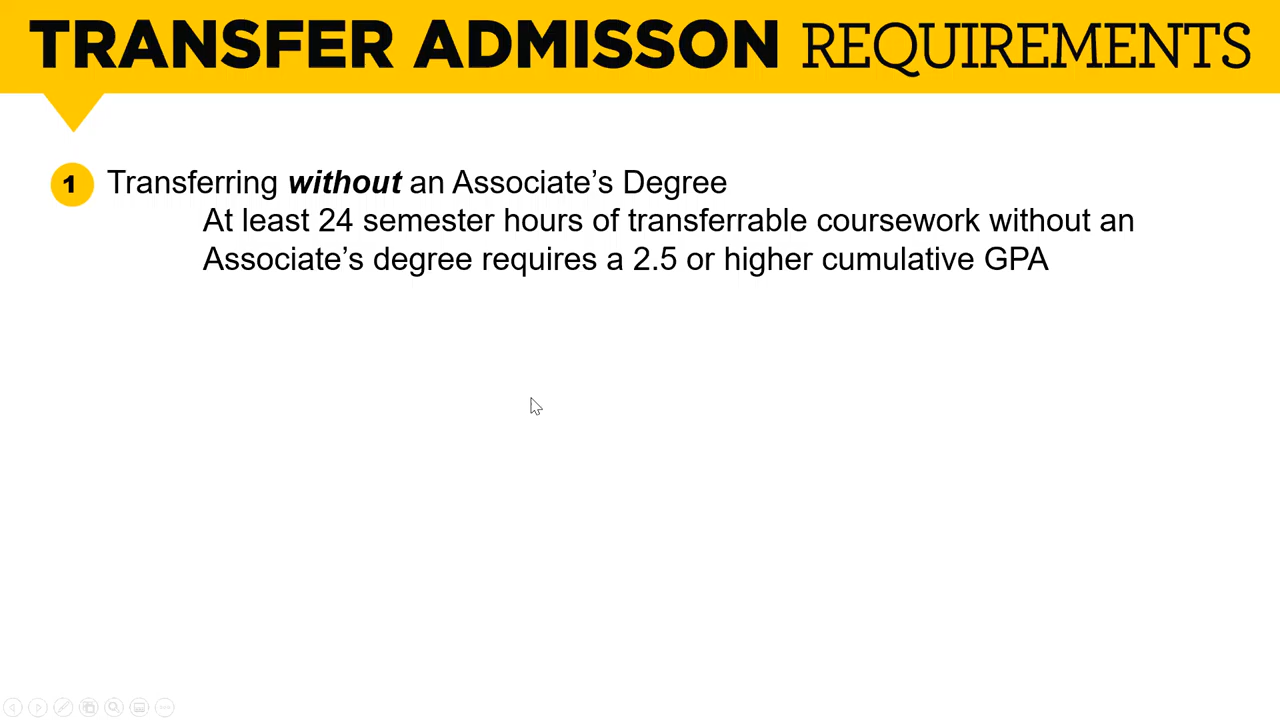 TRANSFER ADMISSON REQUIREMENTS
1 Transferring without an Associate’s Degree
At least 24 semester hours of transferrable coursework without an
Associate’s degree requires a 2.5 or higher cumulative GPA